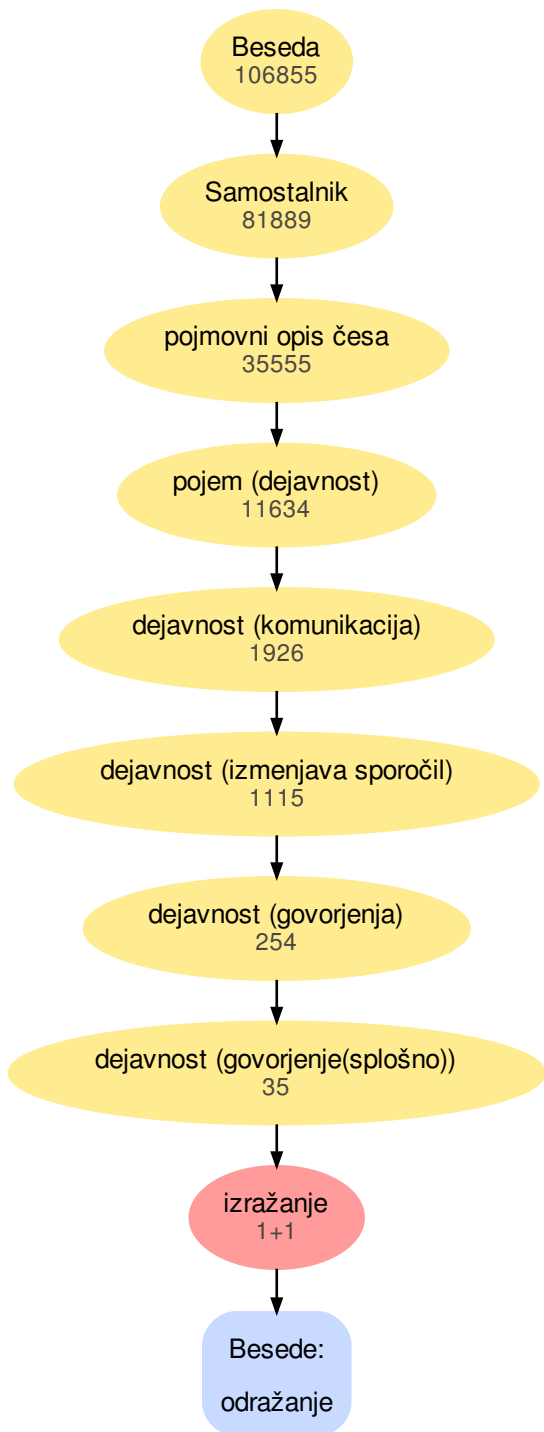 Beseda
106855
Samostalnik
81889
pojmovni opis česa
35555
pojem (dejavnost)
11634
dejavnost (komunikacija)
1926
dejavnost (izmenjava sporočil)
1115
dejavnost (govorjenja)
254
dejavnost (govorjenje(splošno))
35
izražanje
1+1
Besede:
odražanje